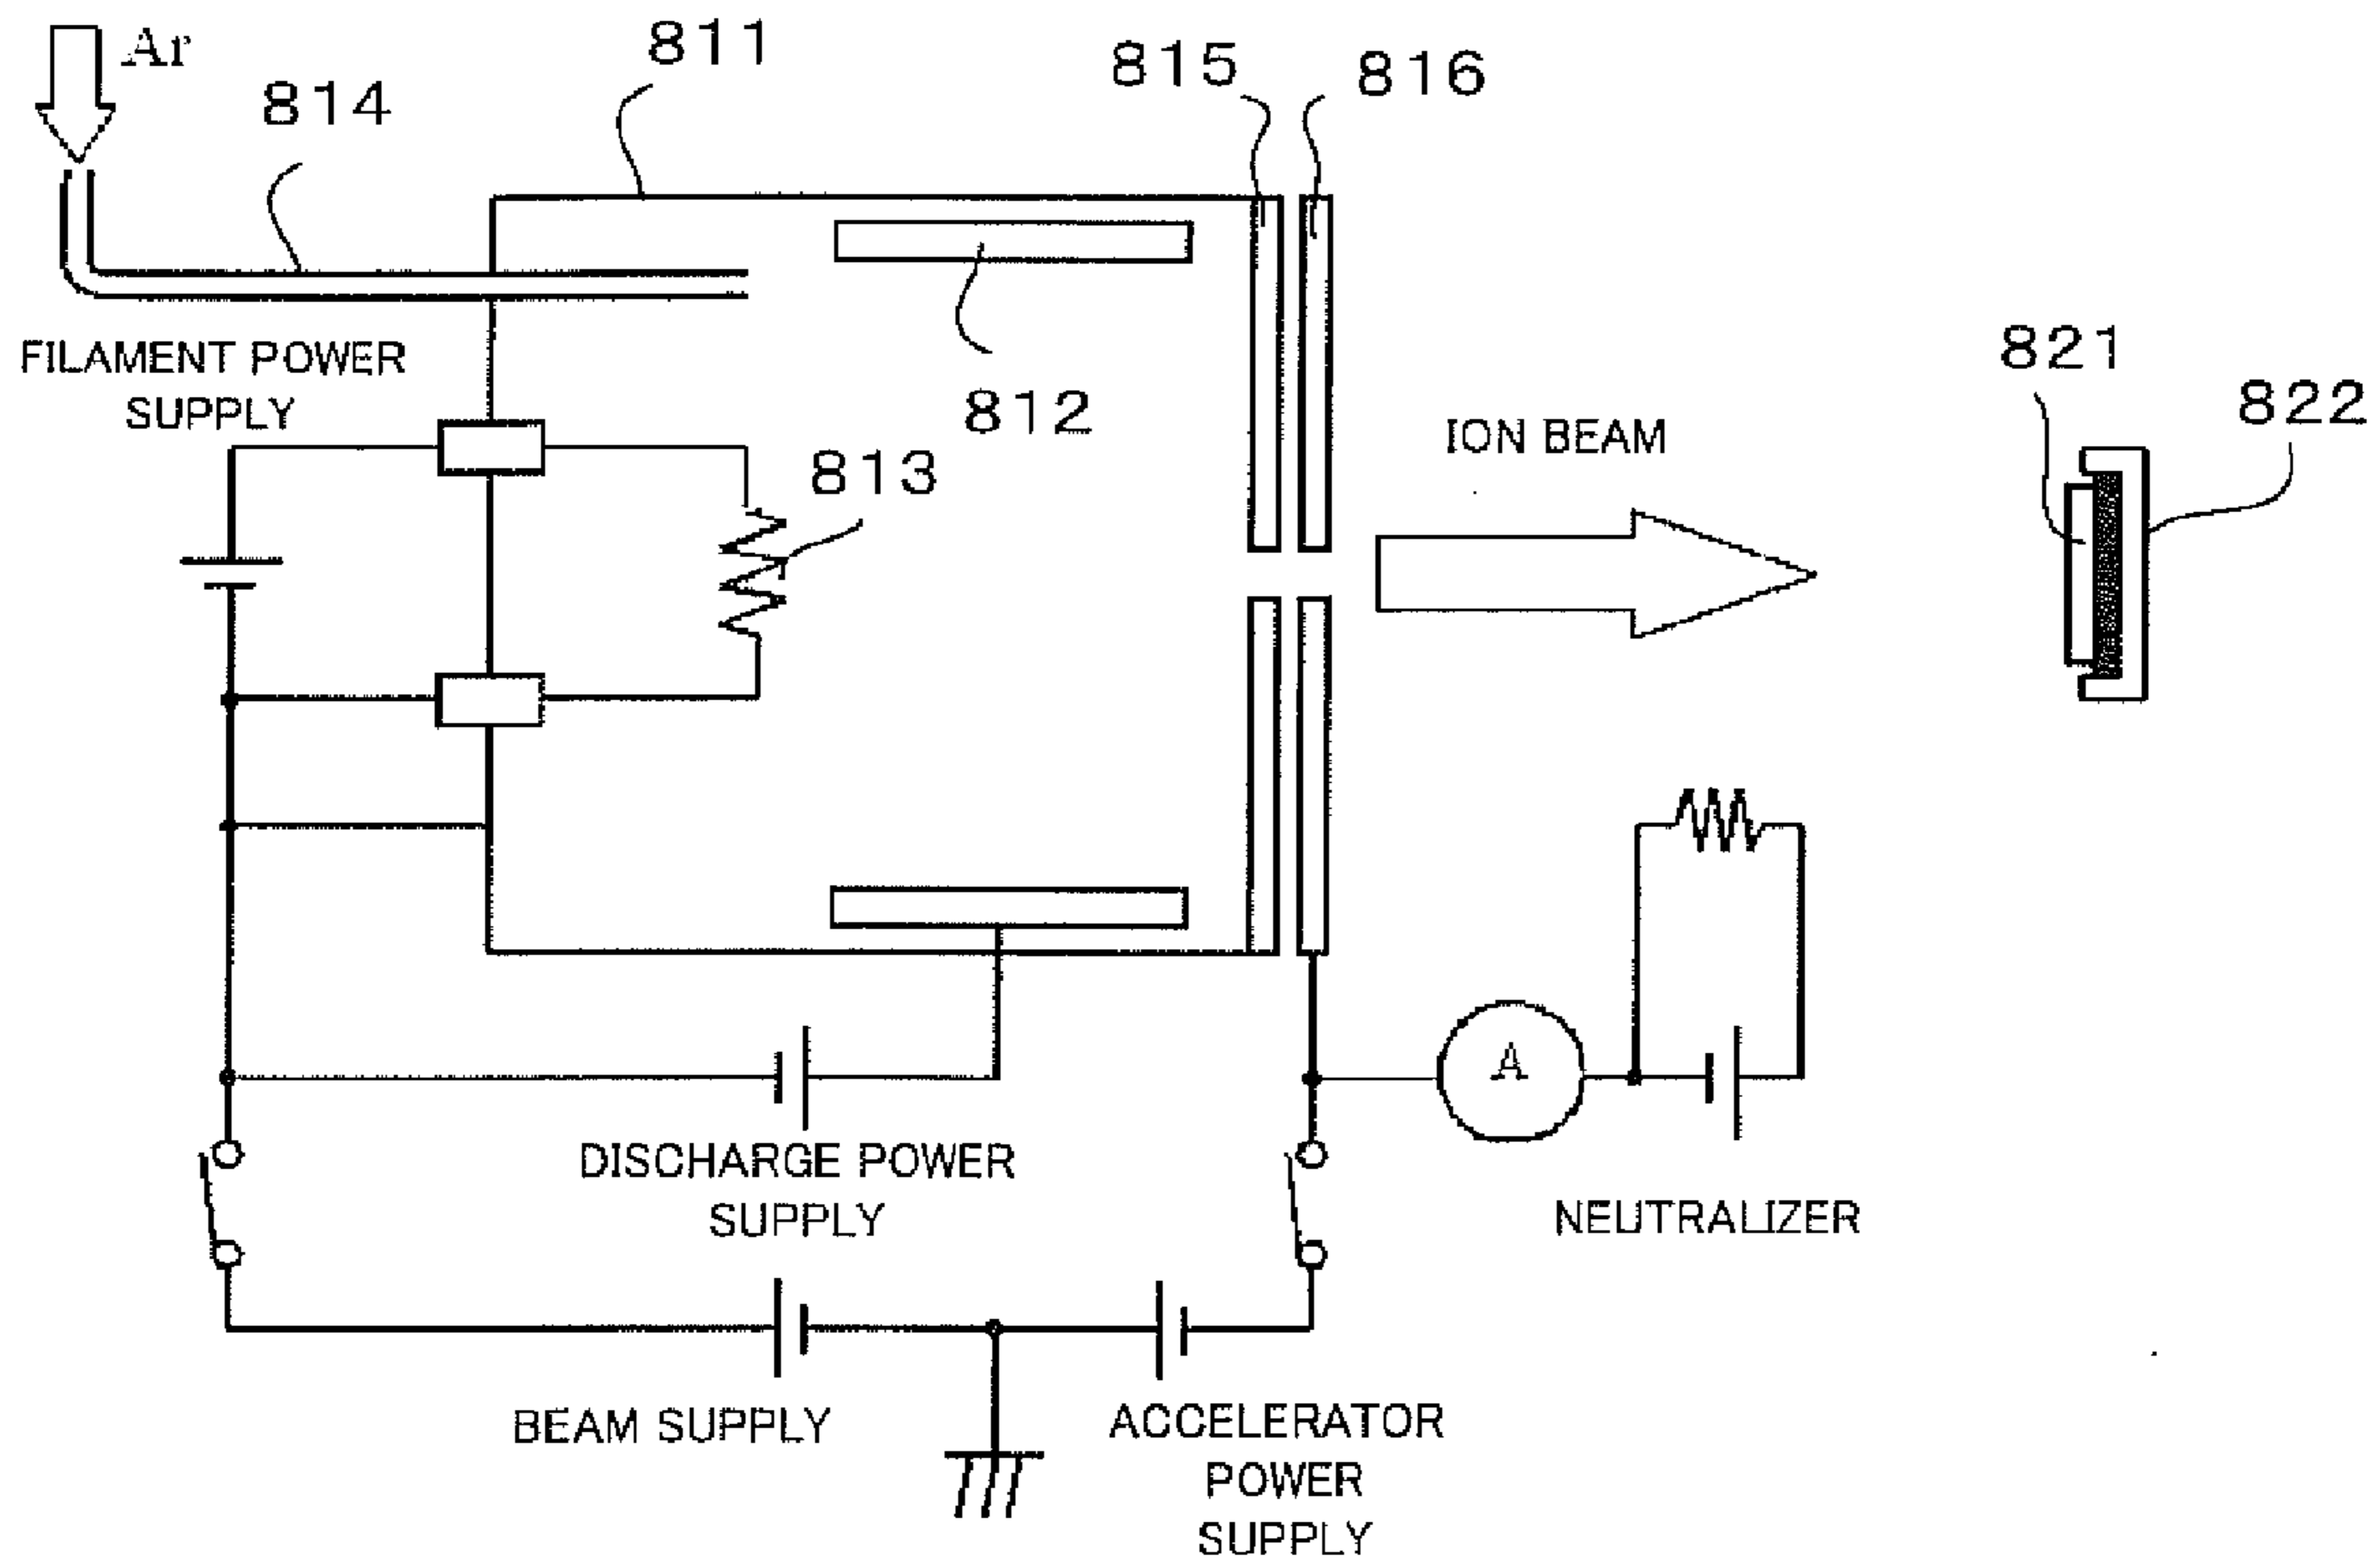 Ar
811
815
816
814
FILAMENT POWER
SUPPLY
812
813
ION BEAM
821
822
A
DISCHARGE POWER
SUPPLY
NEUTRALIZER
BEAM SUPPLY
ACCELERATOR
POWER
SUPPLY